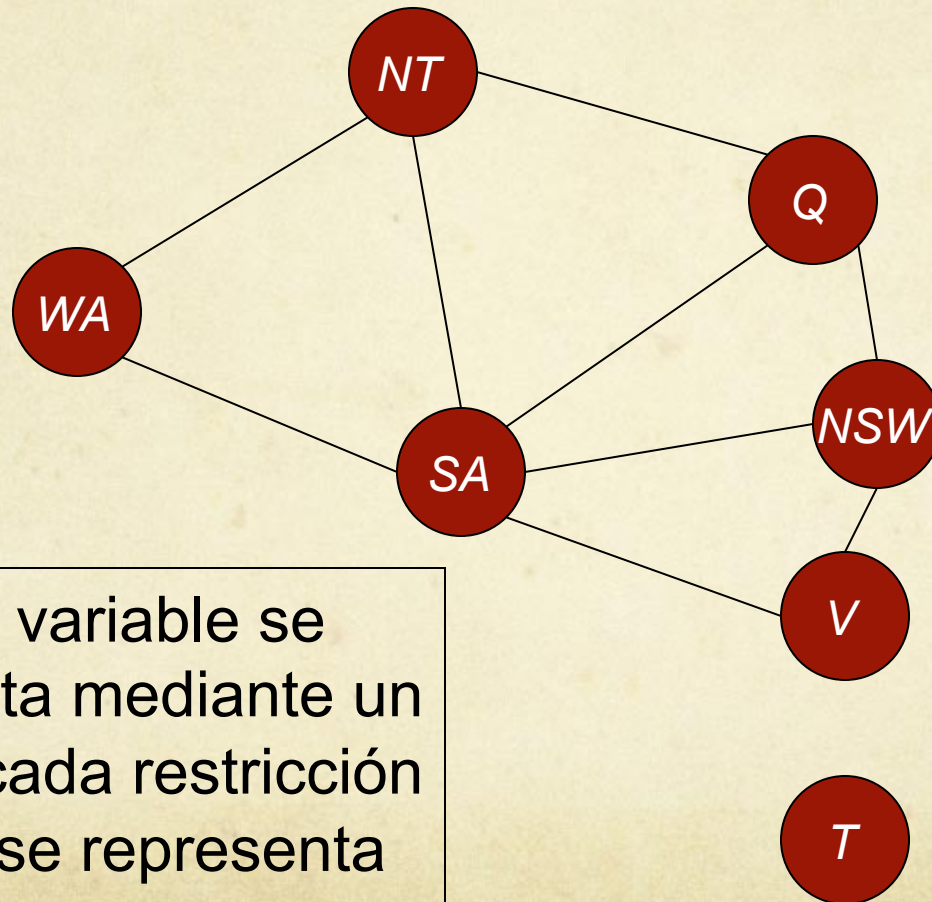 NT
Q
WA
NSW
SA
V
variable se
ta mediante un
cada restricción
se representa
T